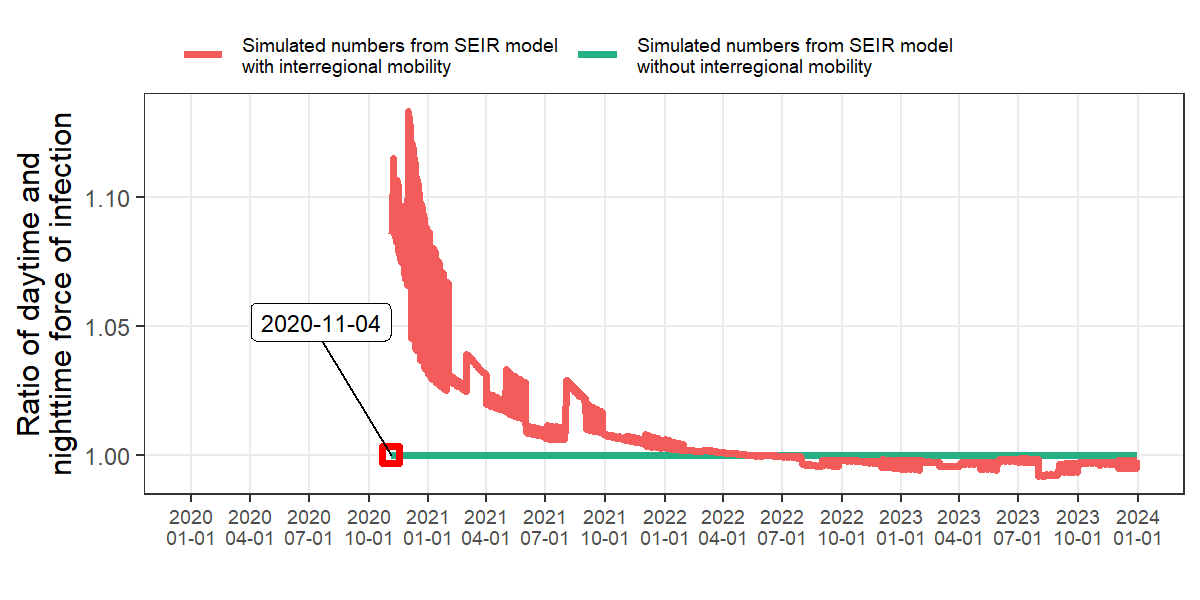 Simulated numbers from SEIR model
with interregional mobility
Simulated numbers from SEIR model
without interregional mobility
Ratio of daytime and
nighttime force of infection
1.10
1.05
1.00
2020-11-04
2020 2020 2020 2020 2021 2021 2021 2021 2022 2022 2022 2022 2023 2023 2023 2023 2024
01-01 04-01 07-01 10-01 01-01 04-01 07-01 10-01 01-01 04-01 07-01 10-01 01-01 04-01 07-01 10-01 01-01